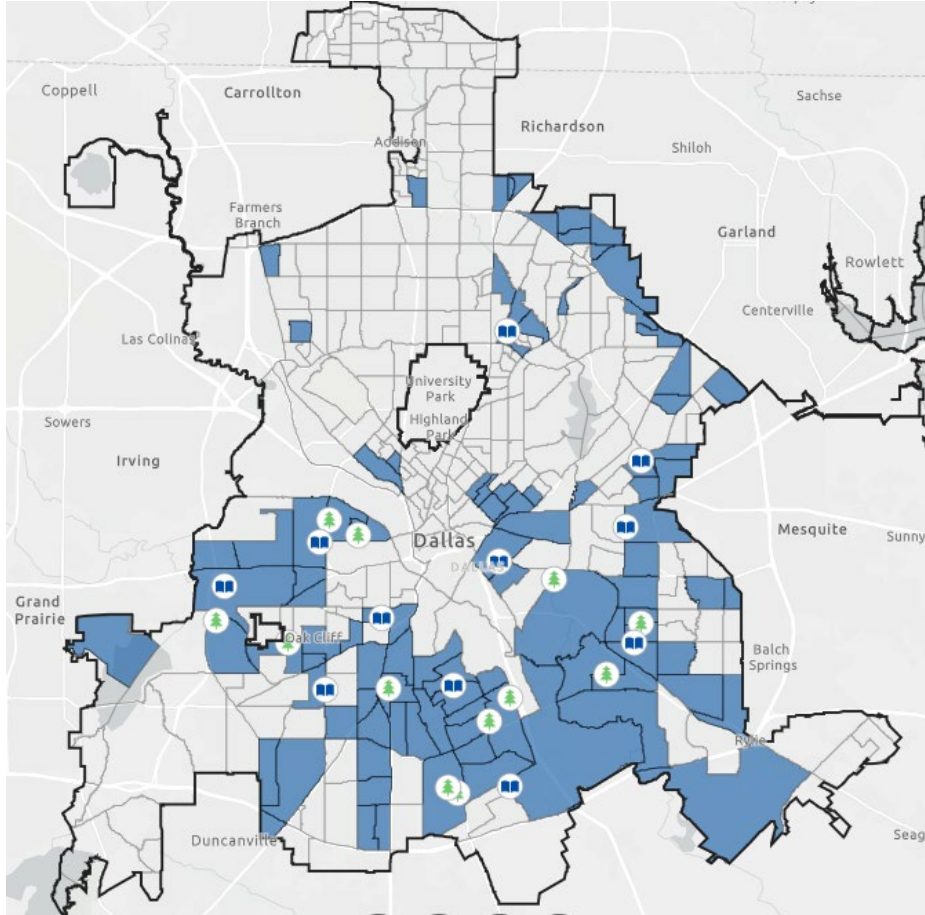 Coppell
Carrollton
Sachse
Richardson
Addison
Shiloh
Farmers
Branch
Garland
Rowlett
Centerville
Las Colinas
University
Park
Highland
Park
Sowers
Irving
Mesquite
Sunny
Dallas
DALLAS
Grand
Prairie
Oak Cliff
Balch
Springs
Rylie
Duncanville
Seag